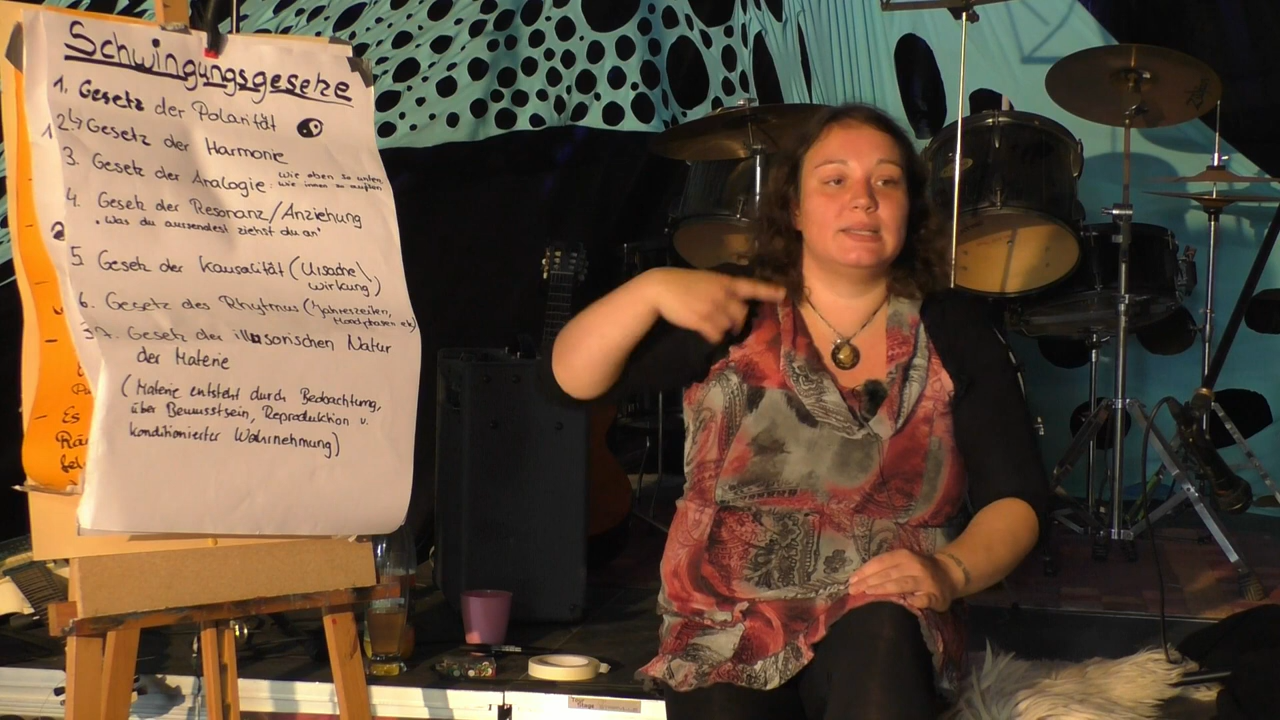 Schwingungsgesetze
1. Gesetz der Polarität
2. Gesetz der Harmonie
3. Gesetz der Analogie: wie oben so unten
wie innen so außen
4. Gesetz der Resonanz/Anziehung
"Was du aussendest ziehst du an"
5. Gesetz der Kausalität (Ursache
wirkung)
6. Gesetz des Rhytmus (Jahreszeiten,
Mondphasen etc)
7. Gesetz der illusorischen Natur
der Materie
(Materie entsteht durch Beobachtung,
über Bewusstsein, Reproduktion u.
konditionierter Wahrnehmung)
Es